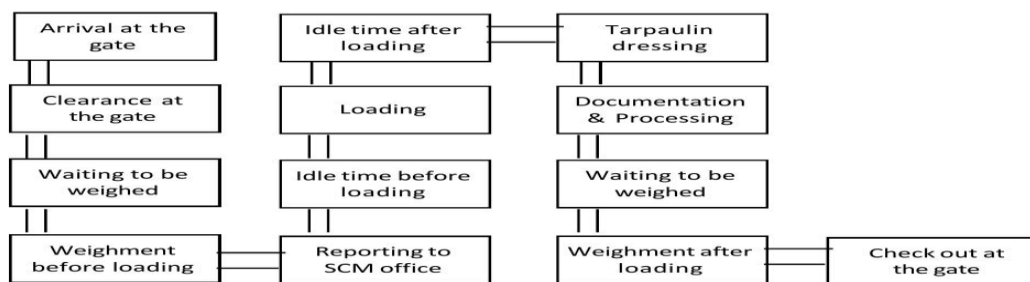 Arrival at the
gate
Clearance at
the gate
Waiting to be
weighed
Weighment
before loading
Reporting to
SCM office
Idle time before
loading
Loading
Idle time after
loading
Tarpaulin
dressing
Documentation
& Processing
Waiting to be
weighed
Weighment after
loading
Check out at
the gate